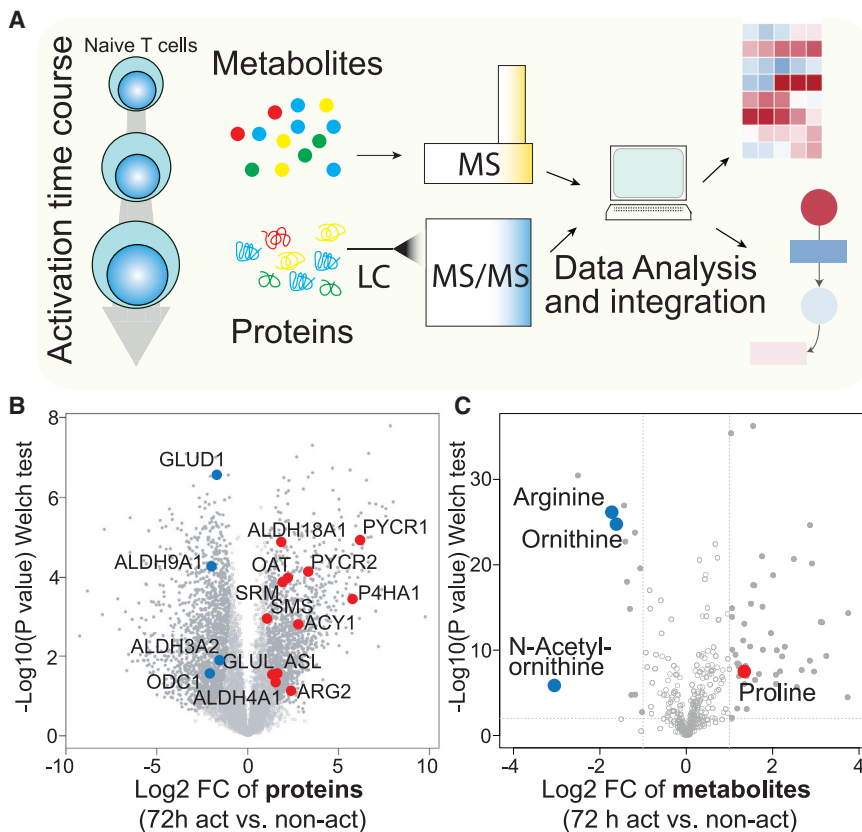 A
Activation time course
Naive T cells
Metabolites
MS
LC
MS/MS
Proteins
Data Analysis
and integration
B
-Log10(P value) Welch test
8
6
4
2
0
GLUD1
ALDH18A1
PYCR1
ALDH9A1
OAT
PYCR2
SRM
P4HA1
SMS
ACY1
ALDH3A2
GLUL
ASL
ODC1
ALDH4A1
ARG2
-10
-5
0
5
10
Log2 FC of proteins
(72h act vs. non-act)
C
-Log10(P value) Welch test
30
20
10
0
Arginine
Ornithine
N-Acetyl-
ornithine
Proline
-4
-2
0
2
4
Log2 FC of metabolites
(72 h act vs. non-act)